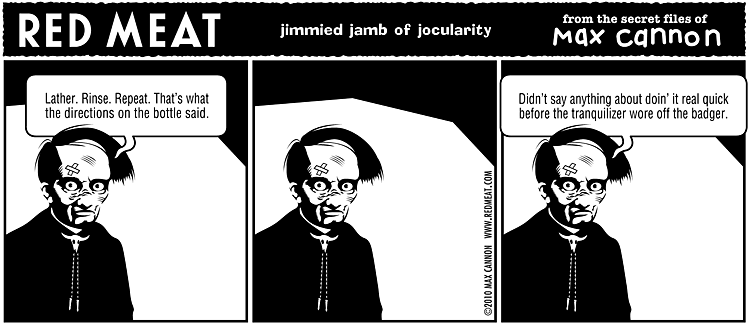 RED MEAT
jimmied jamb of jocularity
from the secret files of
Max cannon
Lather. Rinse. Repeat. That's what
the directions on the bottle said.
©2010 MAX CANNON WWW.REDMEAT.COM
Didn't say anything about doin' it real quick
before the tranquilizer wore off the badger.